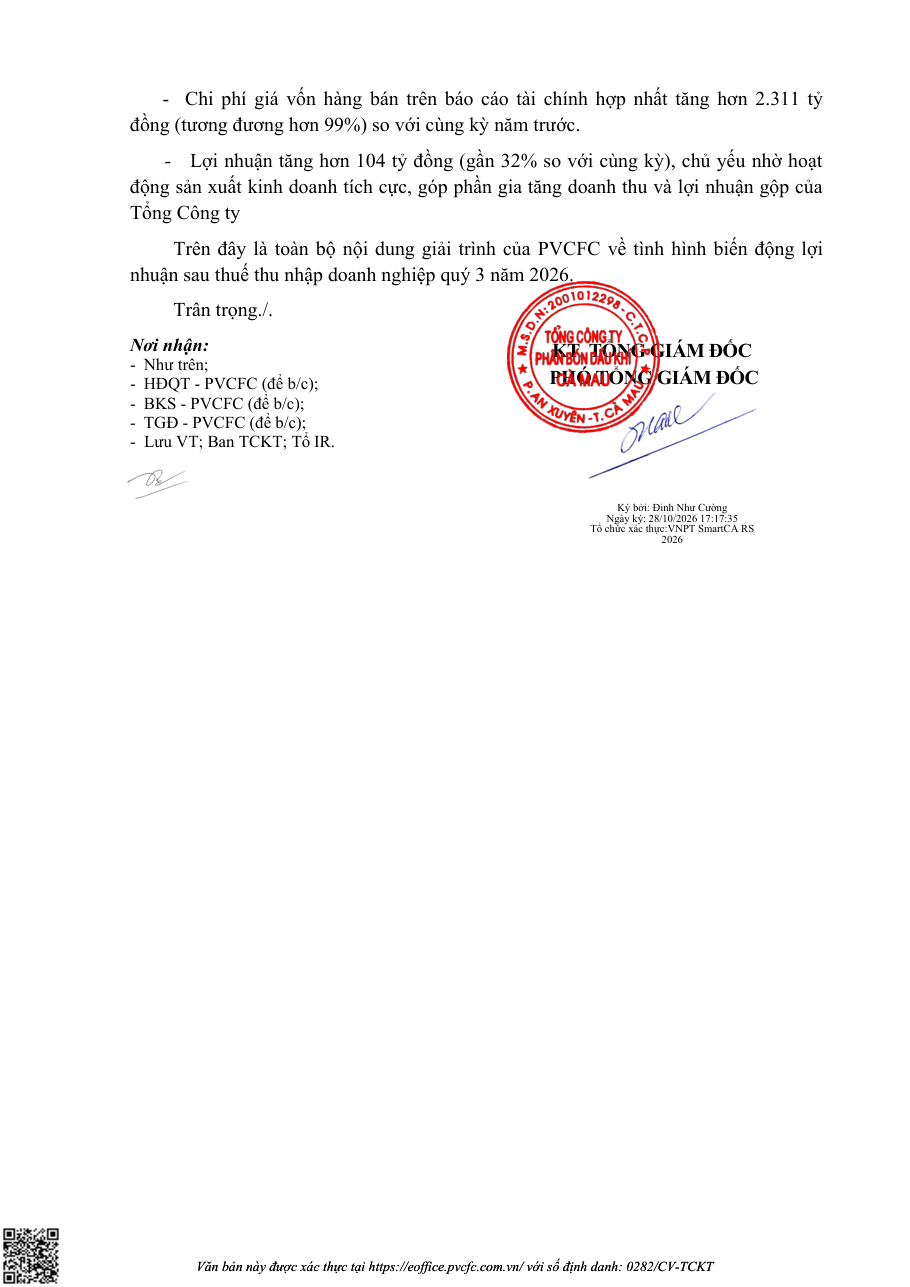 - Chi phí giá vốn hàng bán trên báo cáo tài chính hợp nhất tăng hơn 2.311 tỷ
đồng (tương đương hơn 99%) so với cùng kỳ năm trước.
- Lợi nhuận tăng hơn 104 tỷ đồng (gần 32% so với cùng kỳ), chủ yếu nhờ hoạt
động sản xuất kinh doanh tích cực, góp phần gia tăng doanh thu và lợi nhuận gộp của
Tổng Công ty
Trên đây là toàn bộ nội dung giải trình của PVCFC về tình hình biến động lợi
nhuận sau thuế thu nhập doanh nghiệp quý 3 năm 2026.
Trân trọng./.
Nơi nhận:
- Như trên;
- HĐQT - PVCFC (để b/c);
- BKS - PVCFC (để b/c);
- TGĐ - PVCFC (để b/c);
- Lưu VT; Ban TCKT; Tổ IR.
KT. TỔNG GIÁM ĐỐC
PHÓ TỔNG GIÁM ĐỐC
M.S.D.N: 2001012298 - C.T.C.P
TỔNG CÔNG TY
PHÂN BÓN DẦU KHÍ
CÀ MAU
P. AN XUYÊN - T. CÀ MAU
Ký bởi: Đinh Như Cường
Ngày ký: 28/10/2026 17:17:35
Tổ chức xác thực:VNPT SmartCA RS
2026
Văn bản này được xác thực tại https://eoffice.pvcfc.com.vn/ với số định danh: 0282/CV-TCKT